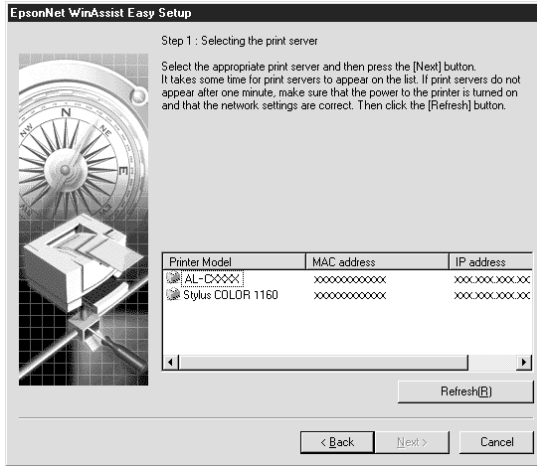 EpsonNet WinAssist Easy Setup
Step 1 : Selecting the print server
Select the appropriate print server and then press the [Next] button.
It takes some time for print servers to appear on the list. If print servers do not
appear after one minute, make sure that the power to the printer is turned on
and that the network settings are correct. Then click the [Refresh] button.
N
NE
E
NW
W
Printer Model MAC address IP address
AL-CXXXX XXXXXXXXXXXX XXX.XXX.XXX.XX
Stylus COLOR 1160 XXXXXXXXXXXX XXX.XXX.XXX.XX
Refresh(R)
< Back Next > Cancel